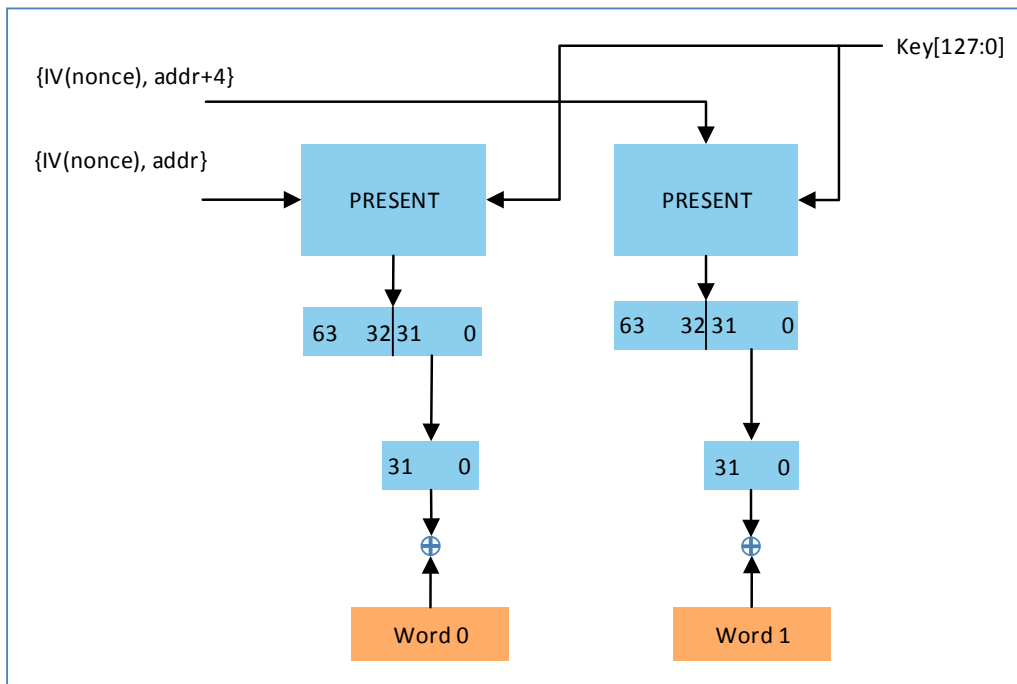 Key[127:0]
{IV(nonce), addr+4}
{IV(nonce), addr}
PRESENT
PRESENT
63 32 31 0
63 32 31 0
31 0
31 0
Word 0
Word 1